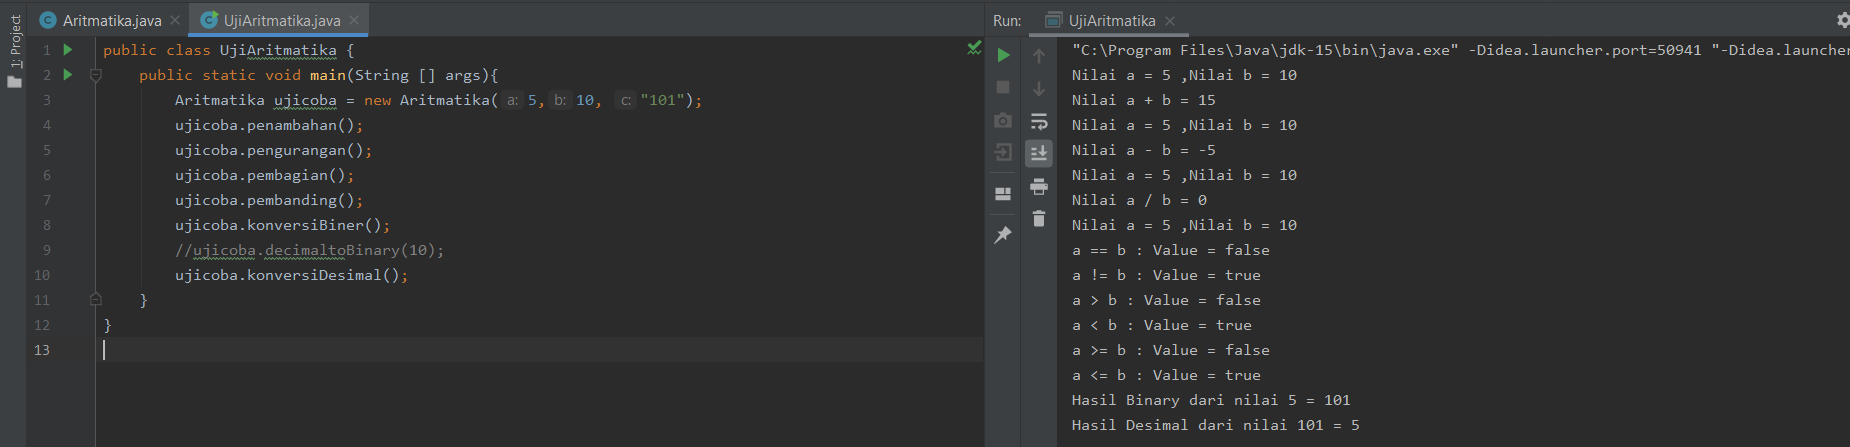 1: Project
Aritmatika.java
UjiAritmatika.java
1 public class UjiAritmatika {
2 public static void main(String [] args){
3 Aritmatika ujicoba = new Aritmatika( a: 5, b: 10, c: "101");
4 ujicoba.penambahan();
5 ujicoba.pengurangan();
6 ujicoba.pembagian();
7 ujicoba.pembanding();
8 ujicoba.konversiBiner();
9 //ujicoba.decimaltoBinary(10);
10 ujicoba.konversiDesimal();
11 }
12 }
13
Run: UjiAritmatika
"C:\Program Files\Java\jdk-15\bin\java.exe" -Didea.launcher.port=50941 "-Didea.launcher
Nilai a = 5 ,Nilai b = 10
Nilai a + b = 15
Nilai a = 5 ,Nilai b = 10
Nilai a - b = -5
Nilai a = 5 ,Nilai b = 10
Nilai a / b = 0
Nilai a = 5 ,Nilai b = 10
a == b : Value = false
a != b : Value = true
a > b : Value = false
a < b : Value = true
a >= b : Value = false
a <= b : Value = true
Hasil Binary dari nilai 5 = 101
Hasil Desimal dari nilai 101 = 5